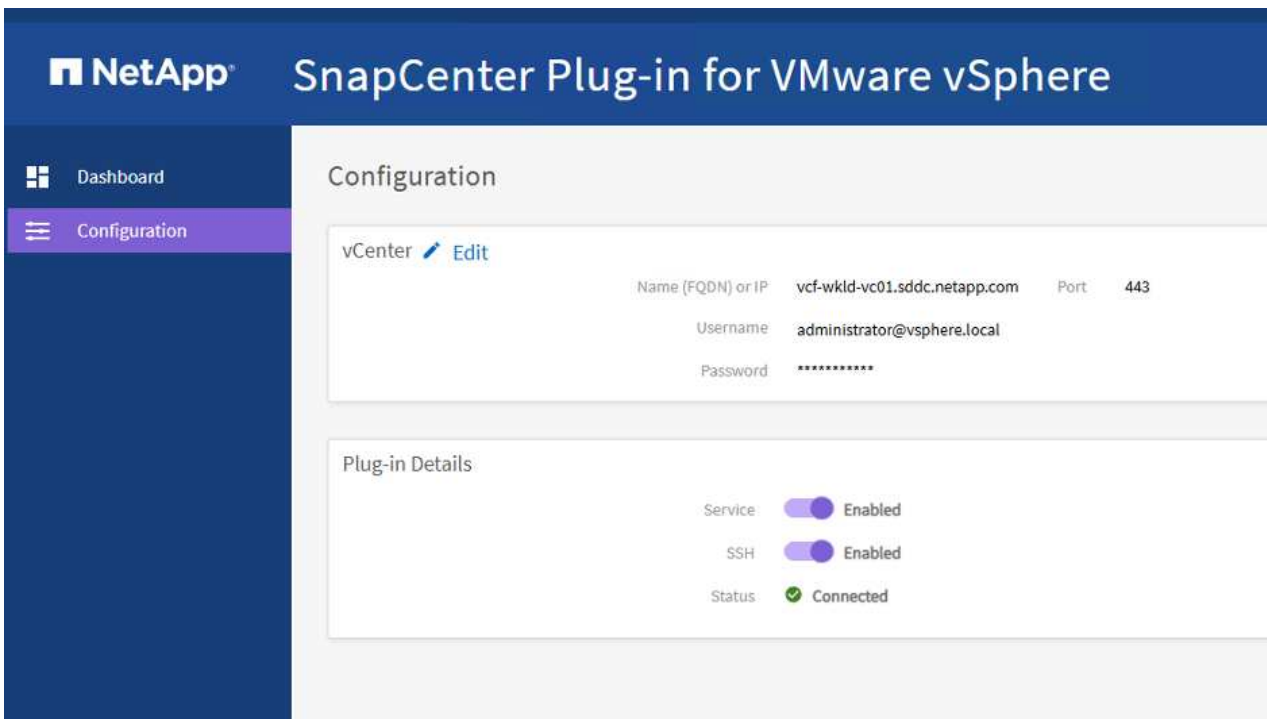 NetApp SnapCenter Plug-in for VMware vSphere
Dashboard
Configuration
Configuration
vCenter Edit
Name (FQDN) or IP vcf-wkld-vc01.sddc.netapp.com Port 443
Username administrator@vsphere.local
Password ***********
Plug-in Details
Service Enabled
SSH Enabled
Status Connected